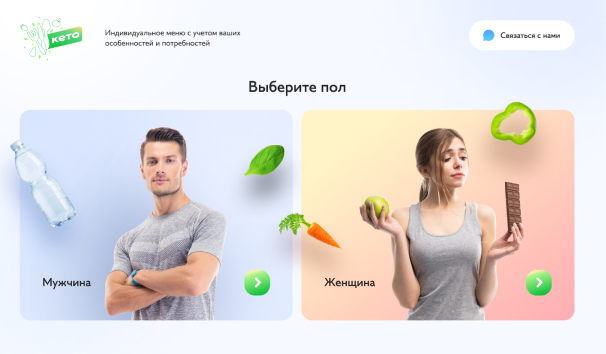 кето
Индивидуальное меню с учетом ваших
особенностей и потребностей
Связаться с нами
Выберите пол
Мужчина
Женщина